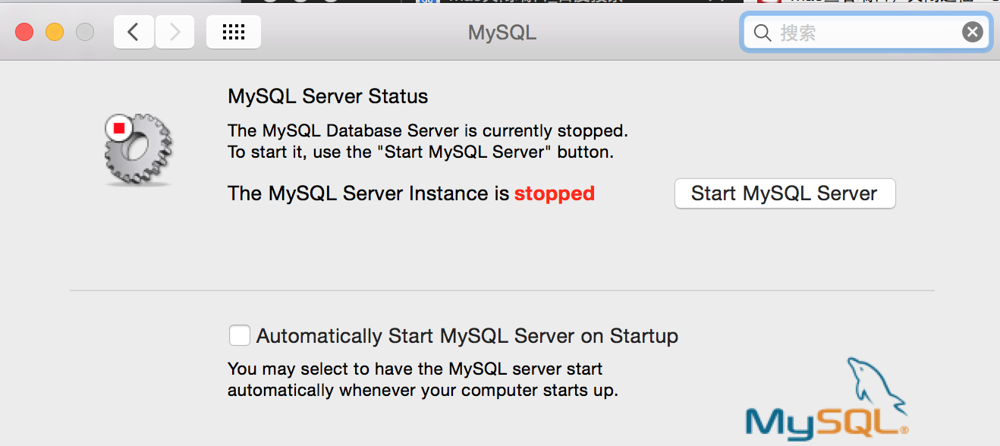 MySQL
搜索
MySQL Server Status
The MySQL Database Server is currently stopped.
To start it, use the "Start MySQL Server" button.
The MySQL Server Instance is stopped
Start MySQL Server
Automatically Start MySQL Server on Startup
You may select to have the MySQL server start
automatically whenever your computer starts up.
MySQL®